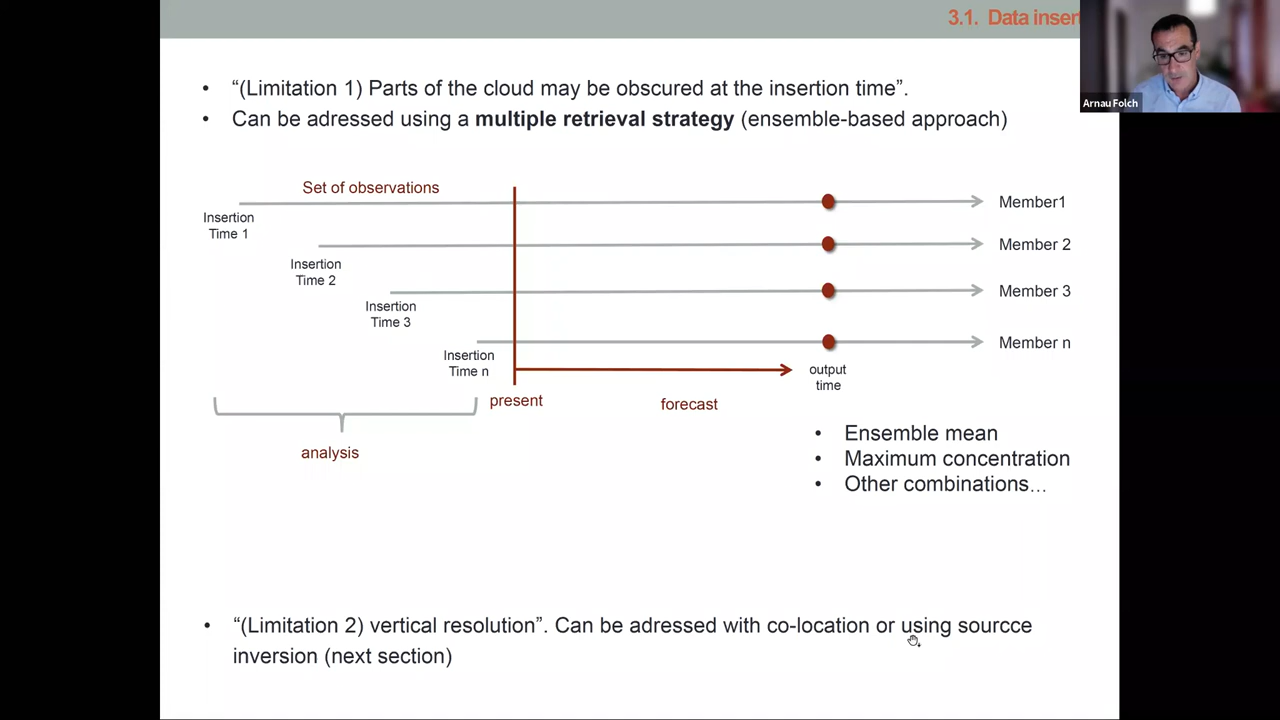 3.1. Data insert
Arnau Folch
• “(Limitation 1) Parts of the cloud may be obscured at the insertion time”.
• Can be adressed using a multiple retrieval strategy (ensemble-based approach)
Set of observations
Insertion
Time 1
Member1
Insertion
Time 2
Member 2
Insertion
Time 3
Member 3
Insertion
Time n
Member n
output
time
present
forecast
analysis
• Ensemble mean
• Maximum concentration
• Other combinations…
• “(Limitation 2) vertical resolution”. Can be adressed with co-location or using sourcce
inversion (next section)